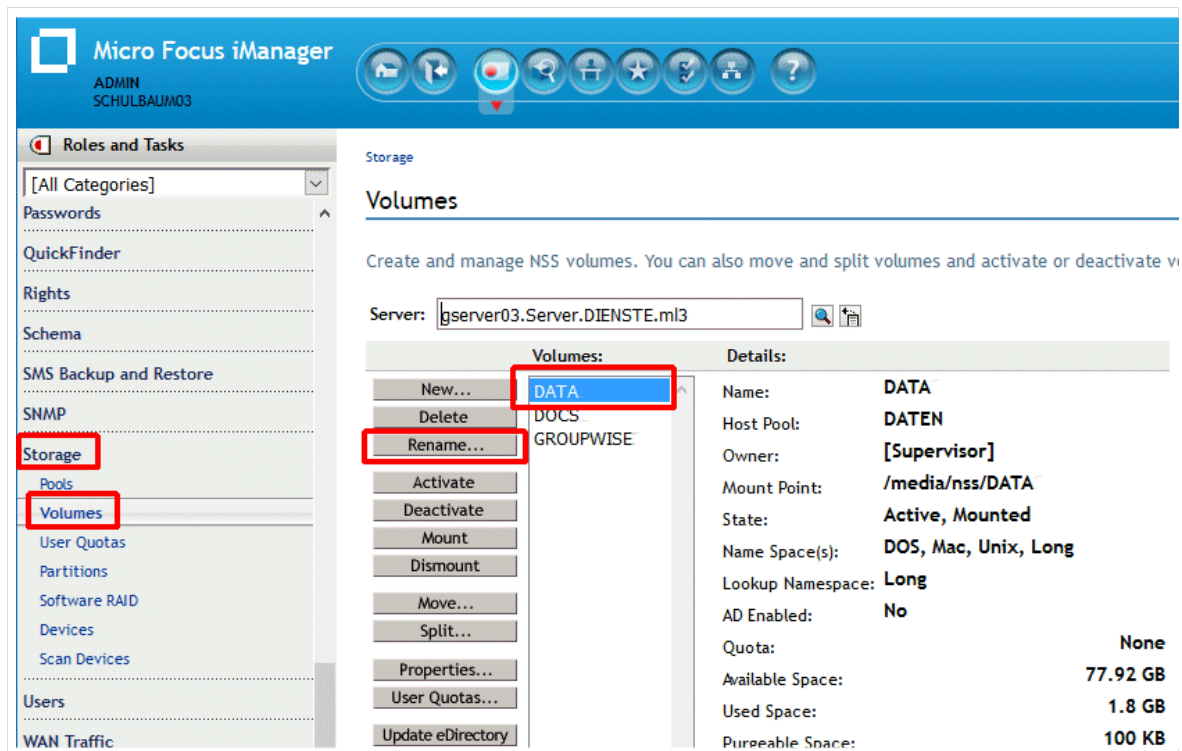 Micro Focus iManager
ADMIN
SCHULBAUM03
?
Roles and Tasks
[All Categories]
Passwords
QuickFinder
Rights
Schema
SMS Backup and Restore
SNMP
Storage
Pools
Volumes
User Quotas
Partitions
Software RAID
Devices
Scan Devices
Users
WAN Traffic
Storage
Volumes
Create and manage NSS volumes. You can also move and split volumes and activate or deactivate
Server: gserver03.Server.DIENSTE.ml3
Volumes: Details:
New...
Delete
Rename...
Activate
Deactivate
Mount
Dismount
Move...
Split...
Properties...
User Quotas...
Update eDirectory
DATA
DOCS
GROUPWISE
Name: DATA
Host Pool: DATEN
Owner: [Supervisor]
Mount Point: /media/nss/DATA
State: Active, Mounted
Name Space(s): DOS, Mac, Unix, Long
Lookup Namespace: Long
AD Enabled: No
Quota: None
Available Space: 77.92 GB
Used Space: 1.8 GB
Purgeable Space: 100 KB